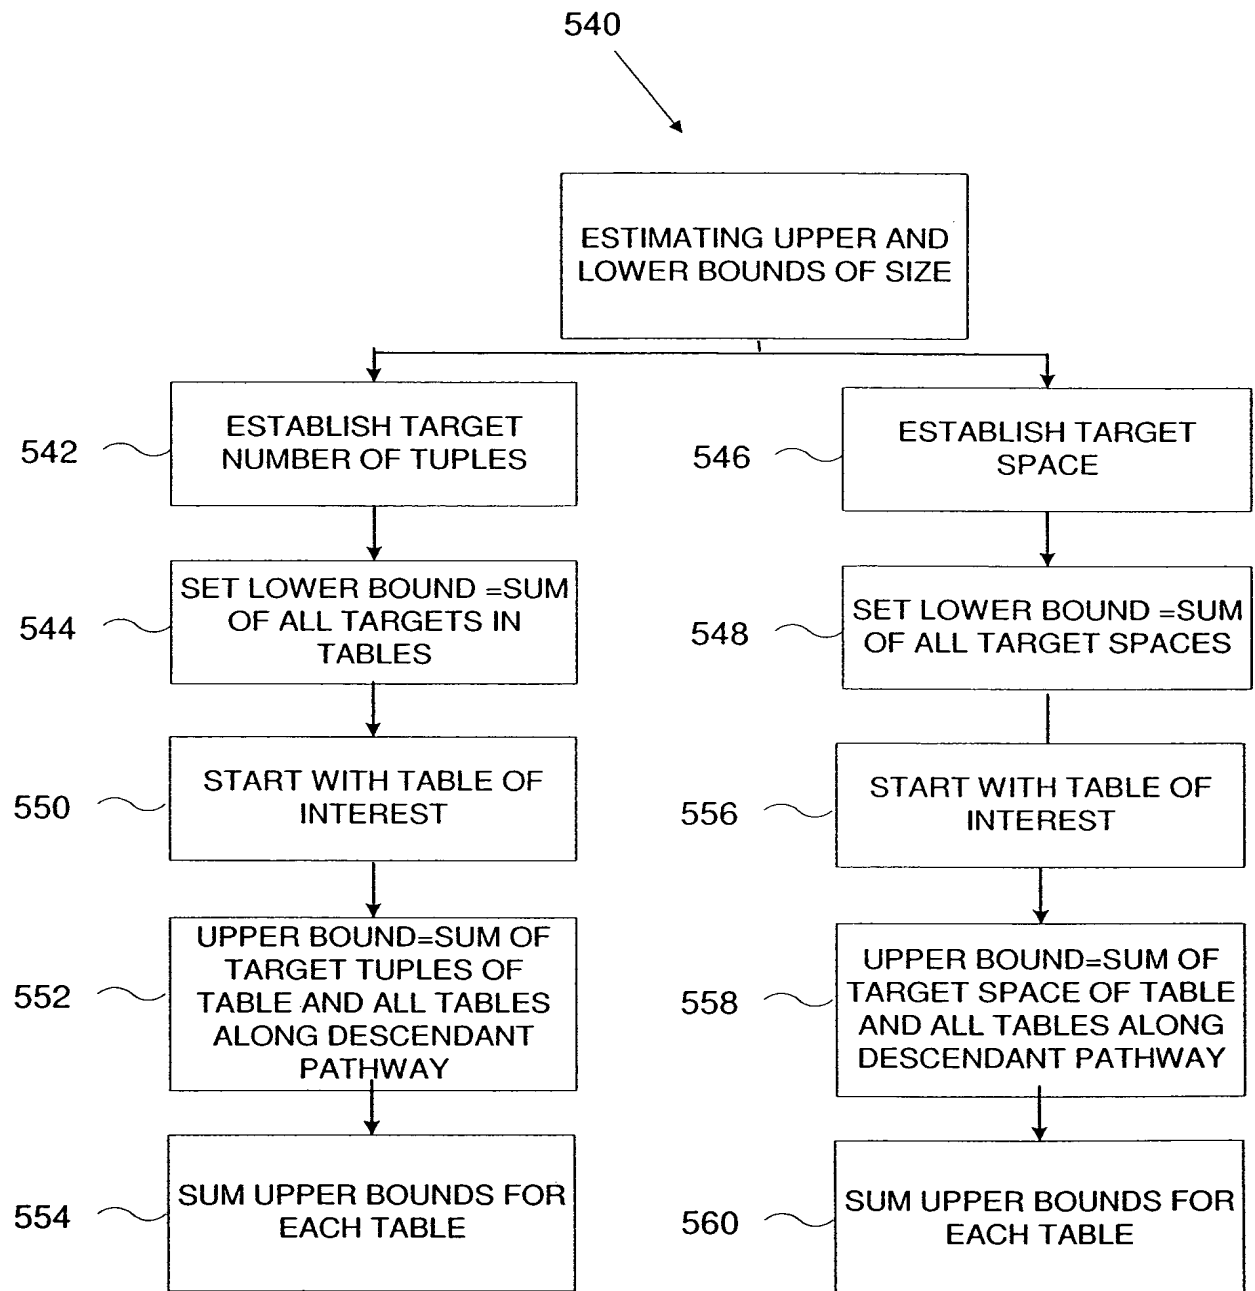 540
ESTIMATING UPPER AND
LOWER BOUNDS OF SIZE
542
ESTABLISH TARGET
NUMBER OF TUPLES
544
SET LOWER BOUND =SUM
OF ALL TARGETS IN
TABLES
550
START WITH TABLE OF
INTEREST
552
UPPER BOUND=SUM OF
TARGET TUPLES OF
TABLE AND ALL TABLES
ALONG DESCENDANT
PATHWAY
554
SUM UPPER BOUNDS FOR
EACH TABLE
546
ESTABLISH TARGET
SPACE
548
SET LOWER BOUND =SUM
OF ALL TARGET SPACES
556
START WITH TABLE OF
INTEREST
558
UPPER BOUND=SUM OF
TARGET SPACE OF TABLE
AND ALL TABLES ALONG
DESCENDANT PATHWAY
560
SUM UPPER BOUNDS FOR
EACH TABLE